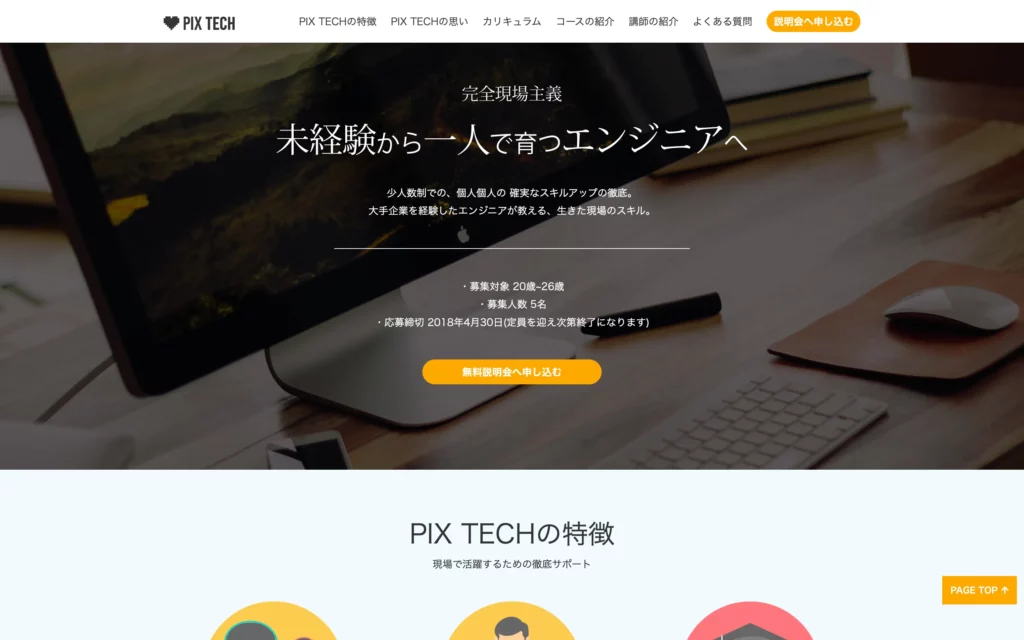 PIX TECH
PIX TECHの特徴
PIX TECHの思い
カリキュラム
コースの紹介
講師の紹介
よくある質問
説明会へ申し込む
完全現場主義
未経験から一人で育つエンジニアへ
少人数制での、個人個人の 確実なスキルアップの徹底。
大手企業を経験したエンジニアが教える、生きた現場のスキル。
・募集対象 20歳~26歳
・募集人数 5名
・応募締切 2018年4月30日(定員を迎え次第終了になります)
無料説明会へ申し込む
PIX TECHの特徴
現場で活躍するための徹底サポート
PAGE TOP ↑